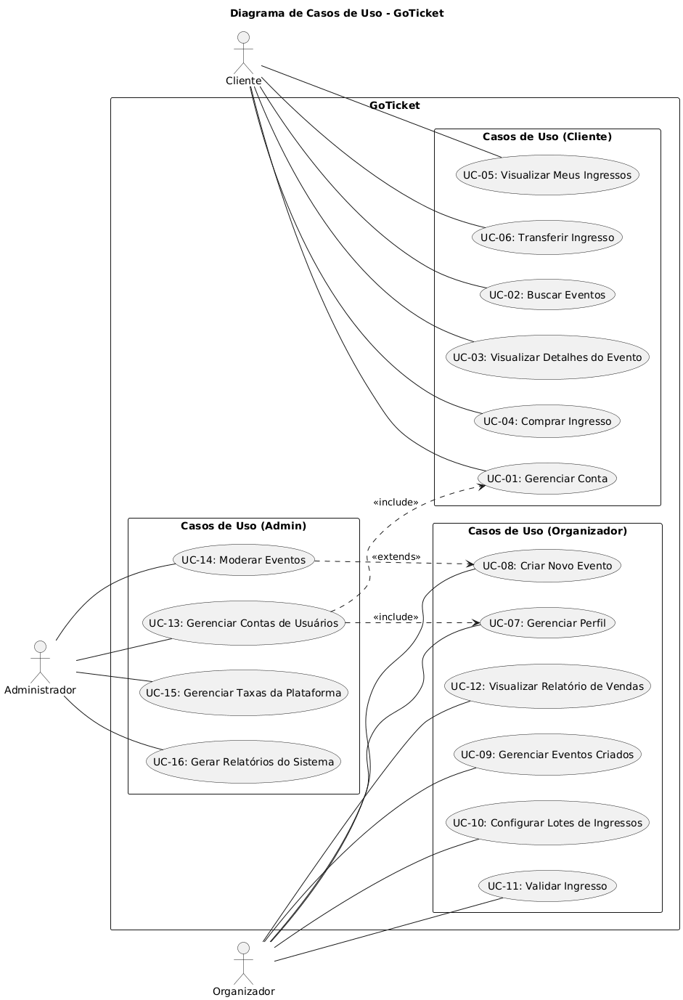 Diagrama de Casos de Uso - GoTicket
Cliente
GoTicket
Casos de Uso (Cliente)
UC-05: Visualizar Meus Ingressos
UC-06: Transferir Ingresso
UC-02: Buscar Eventos
UC-03: Visualizar Detalhes do Evento
UC-04: Comprar Ingresso
UC-01: Gerenciar Conta
«include»
Casos de Uso (Admin)
UC-14: Moderar Eventos
«extends»
UC-13: Gerenciar Contas de Usuários
«include»
UC-15: Gerenciar Taxas da Plataforma
UC-16: Gerar Relatórios do Sistema
Administrador
Casos de Uso (Organizador)
UC-08: Criar Novo Evento
UC-07: Gerenciar Perfil
UC-12: Visualizar Relatório de Vendas
UC-09: Gerenciar Eventos Criados
UC-10: Configurar Lotes de Ingressos
UC-11: Validar Ingresso
Organizador